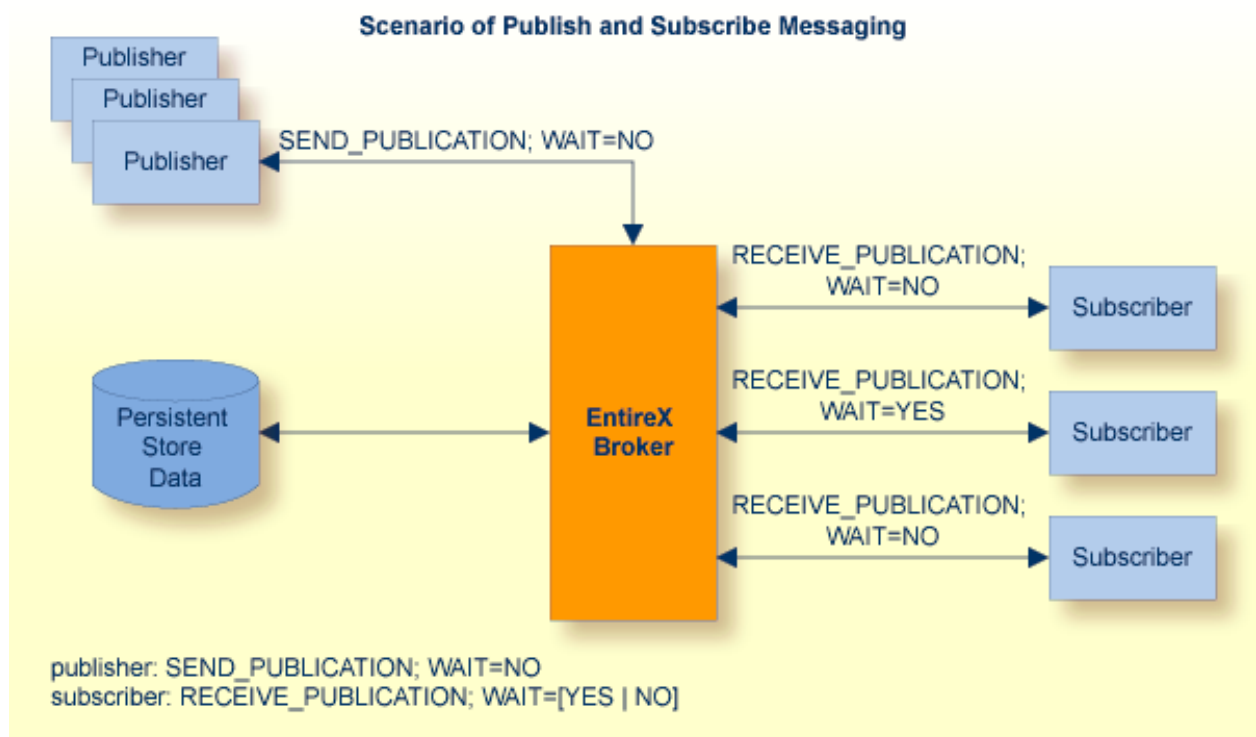 Scenario of Publish and Subscribe Messaging
Publisher
Publisher
Publisher
SEND_PUBLICATION; WAIT=NO
RECEIVE_PUBLICATION;
WAIT=NO
Subscriber
Persistent
Store
Data
EntireX
Broker
RECEIVE_PUBLICATION;
WAIT=YES
Subscriber
RECEIVE_PUBLICATION;
WAIT=NO
Subscriber
publisher: SEND_PUBLICATION; WAIT=NO
subscriber: RECEIVE_PUBLICATION; WAIT=[YES | NO]